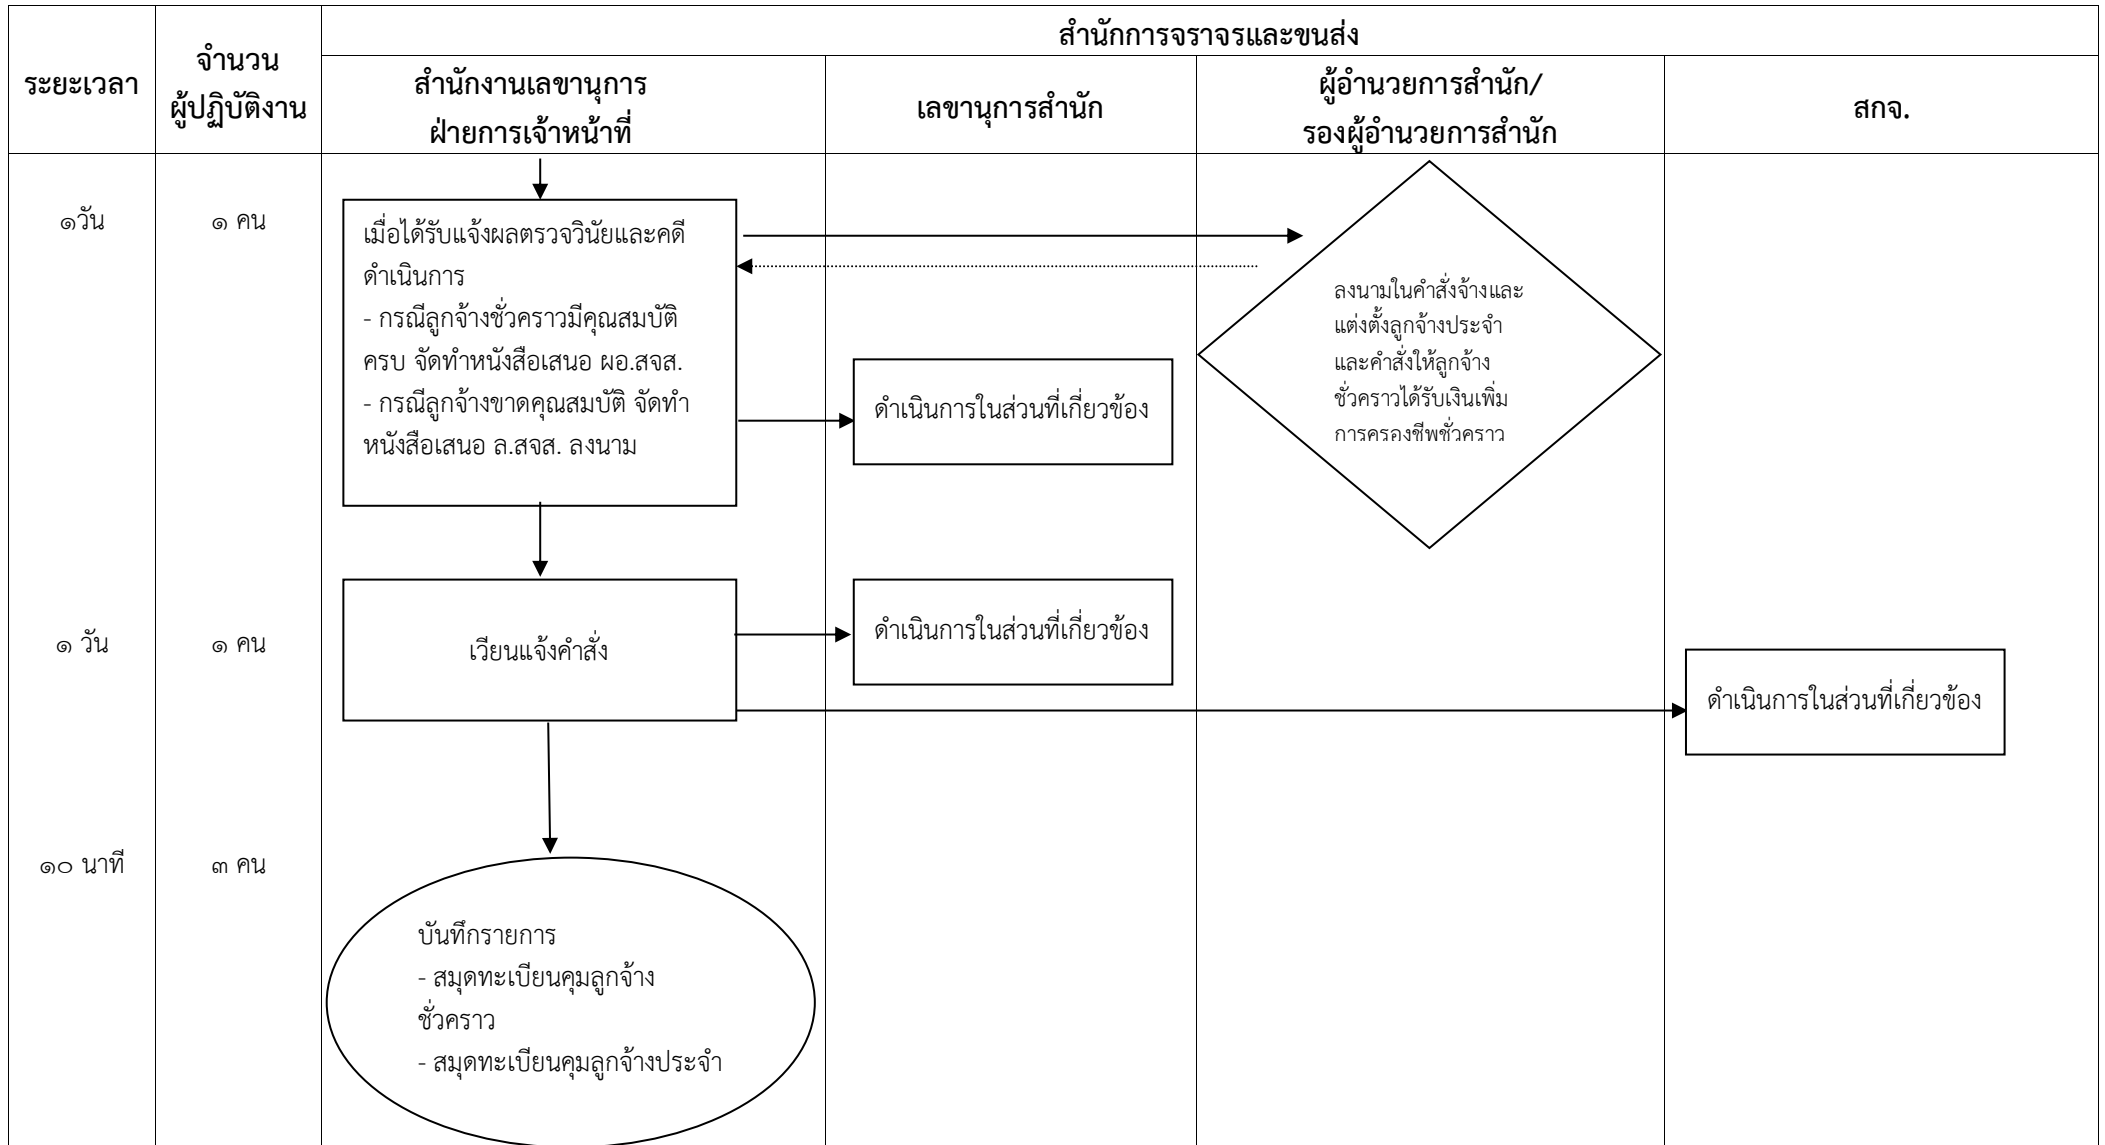 สำนักการจราจรและขนส่ง
ระยะเวลา
จำนวน
ผู้ปฏิบัติงาน
สำนักงานเลขานุการ
ฝ่ายการเจ้าหน้าที่
เลขานุการสำนัก
ผู้อำนวยการสำนัก/
รองผู้อำนวยการสำนัก
สกจ.
๑วัน
๑ คน
เมื่อได้รับแจ้งผลตรวจวินัยและคดี
ดำเนินการ
- กรณีลูกจ้างชั่วคราวมีคุณสมบัติ
ครบ จัดทำหนังสือเสนอ ผอ.สจส.
- กรณีลูกจ้างขาดคุณสมบัติ จัดทำ
หนังสือเสนอ ล.สจส. ลงนาม
ดำเนินการในส่วนที่เกี่ยวข้อง
ลงนามในคำสั่งจ้างและ
แต่งตั้งลูกจ้างประจำ
และคำสั่งให้ลูกจ้าง
ชั่วคราวได้รับเงินเพิ่ม
การครองชีพชั่วคราว
๑ วัน
๑ คน
เวียนแจ้งคำสั่ง
ดำเนินการในส่วนที่เกี่ยวข้อง
ดำเนินการในส่วนที่เกี่ยวข้อง
๑๐ นาที
๓ คน
บันทึกรายการ
- สมุดทะเบียนคุมลูกจ้าง
ชั่วคราว
- สมุดทะเบียนคุมลูกจ้างประจำ